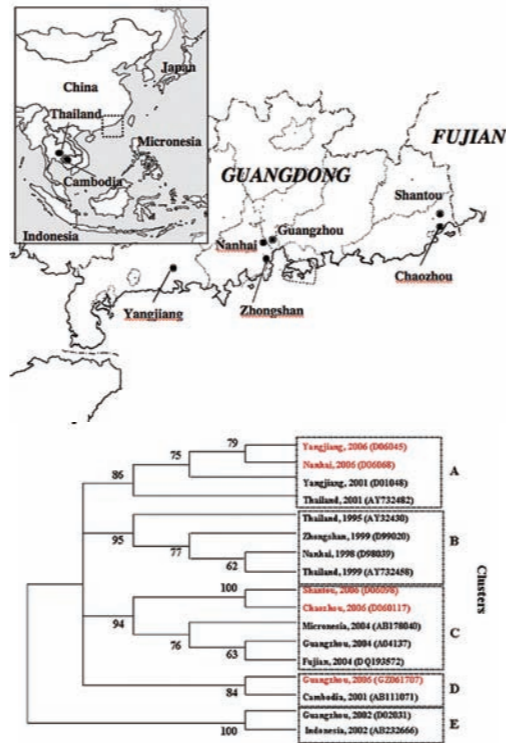 China
Japan
Thailand
Micronesia
Cambodia
Indonesia
FUJIAN
GUANGDONG
Shantou
Nanhai
Guangzhou
Chaozhou
Yangjiang
Zhongshan
79
Yangjiang, 2006 (D06045)
75
Nanhai, 2006 (D06068)
A
86
Yangjiang, 2001 (D01048)
Thailand, 2001 (AY732482)
Thailand, 1995 (AY32430)
95
Zhongshan, 1999 (D99020)
B
77
Nanhai, 1998 (D98039)
62
Thailand, 1999 (AY732458)
Clusters
100
Shantou, 2006 (D06098)
Chaozhou, 2006 (D060117)
94
Micronesia, 2004 (AB178040)
C
76
Guangzhou, 2004 (A04137)
63
Fujian, 2004 (DQ193572)
Guangzhou, 2006 (GZ061707)
D
84
Cambodia, 2001 (AB111071)
Guangzhou, 2002 (D02031)
E
100
Indonesia, 2002 (AB232666)